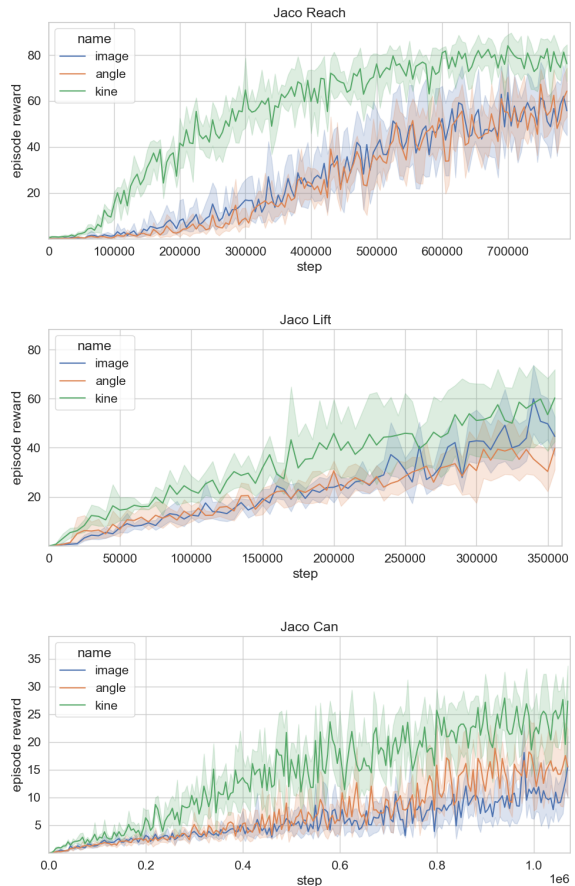 Jaco Reach
80
60
40
20
episode reward
name
image
angle
kine
0 100000 200000 300000 400000 500000 600000 700000
step
Jaco Lift
80
60
40
20
episode reward
name
image
angle
kine
0 50000 100000 150000 200000 250000 300000 350000
step
Jaco Can
35
30
25
20
15
10
5
episode reward
name
image
angle
kine
0.0 0.2 0.4 0.6 0.8 1.0
1e6
step